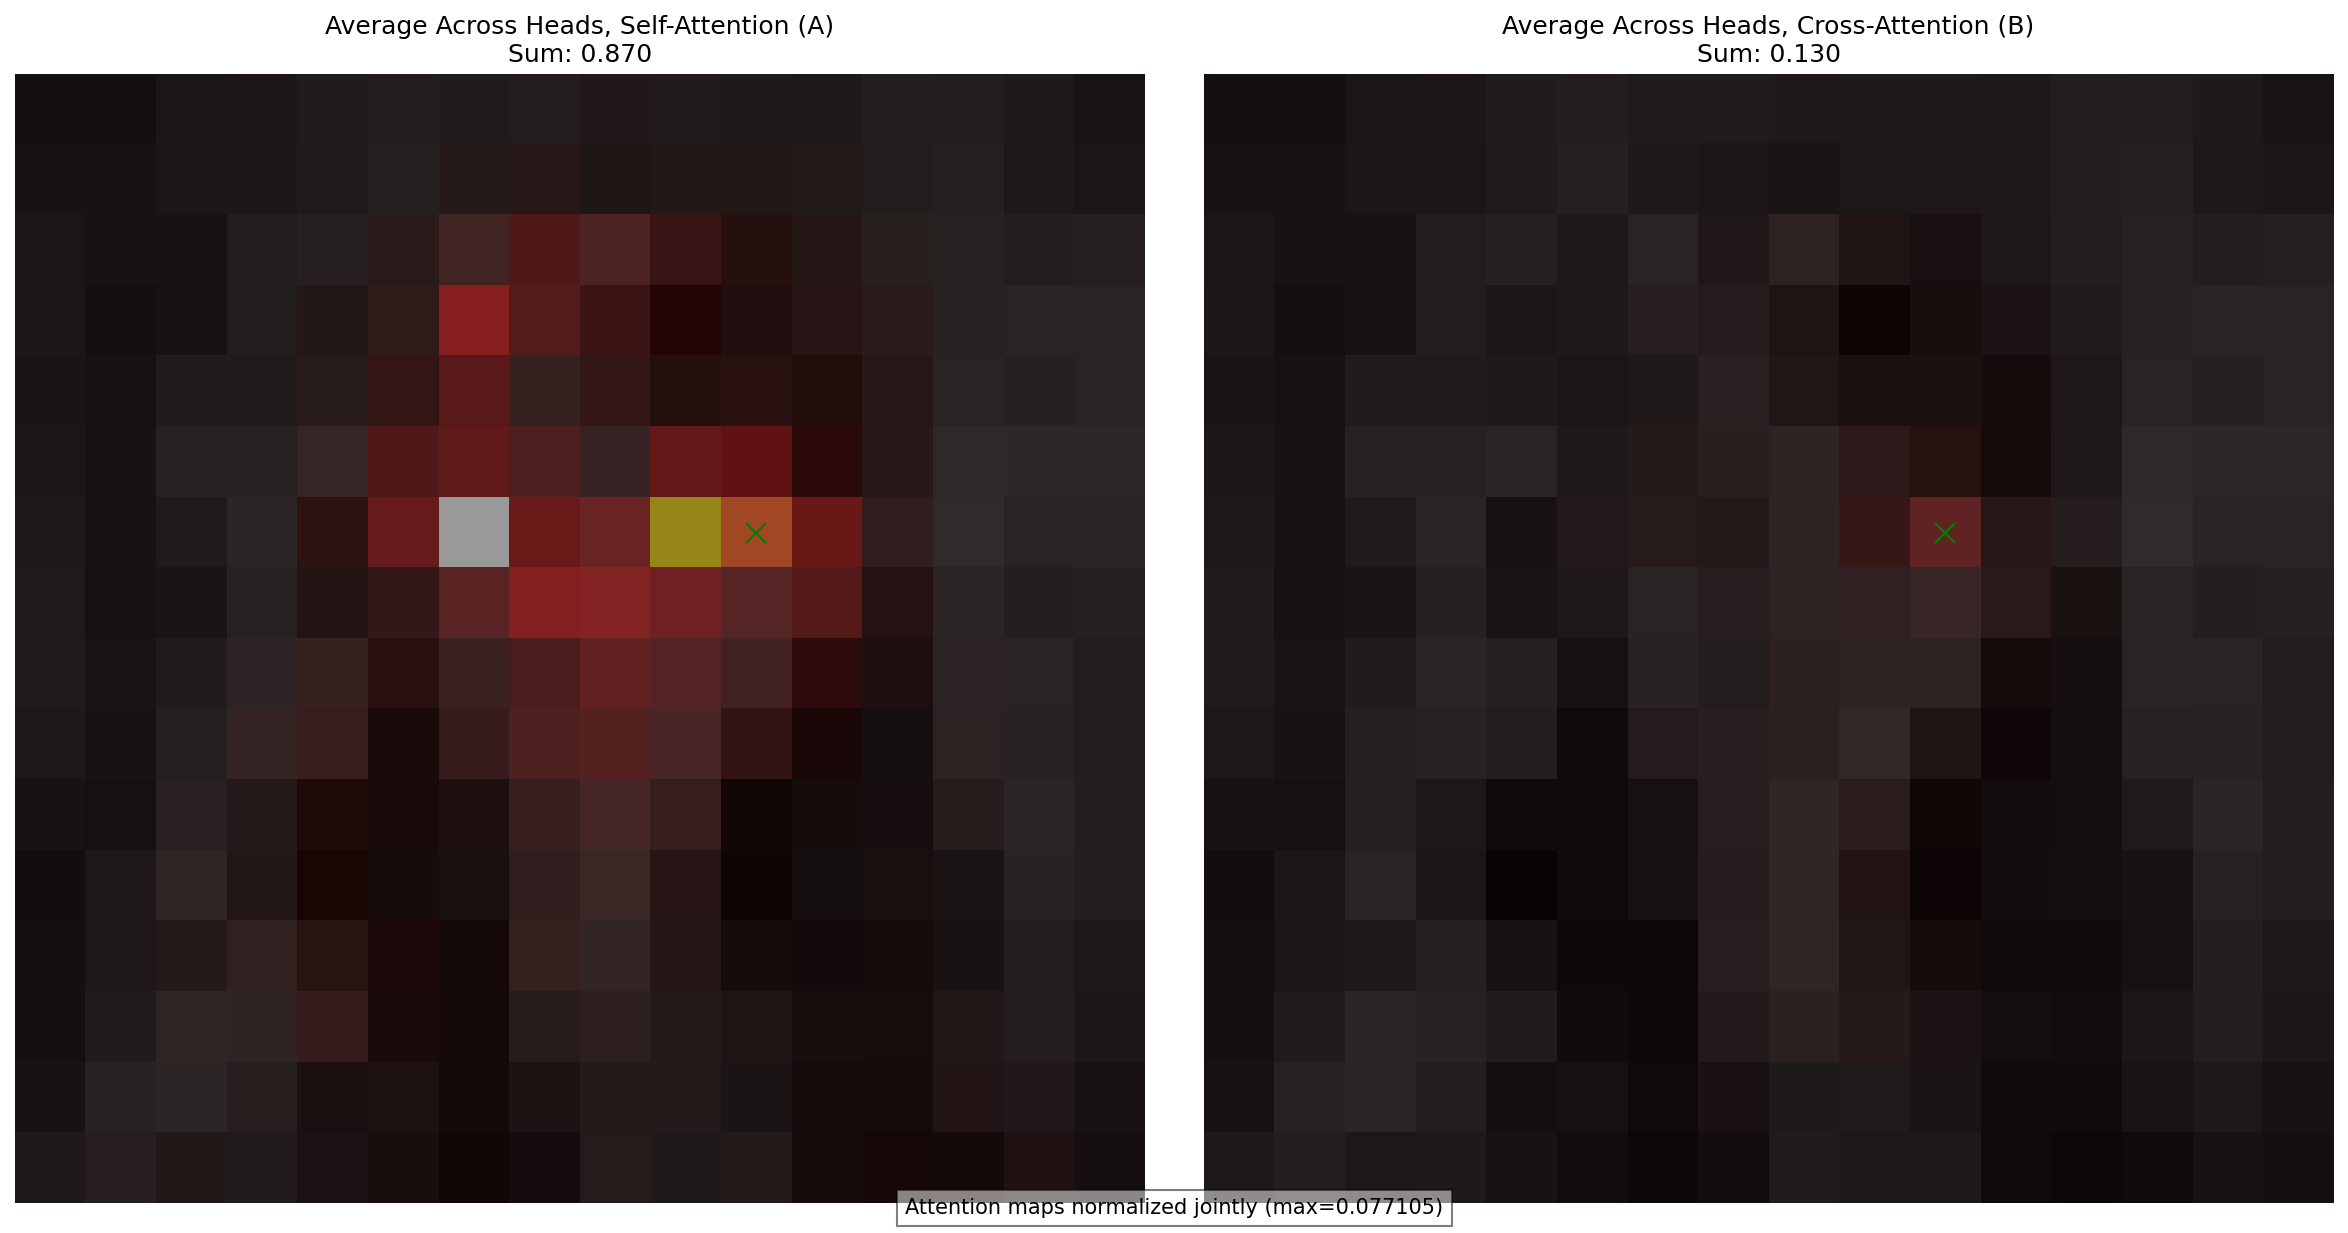 Average Across Heads, Self-Attention (A)
Sum: 0.870
Average Across Heads, Cross-Attention (B)
Sum: 0.130
Attention maps normalized jointly (max=0.077105)